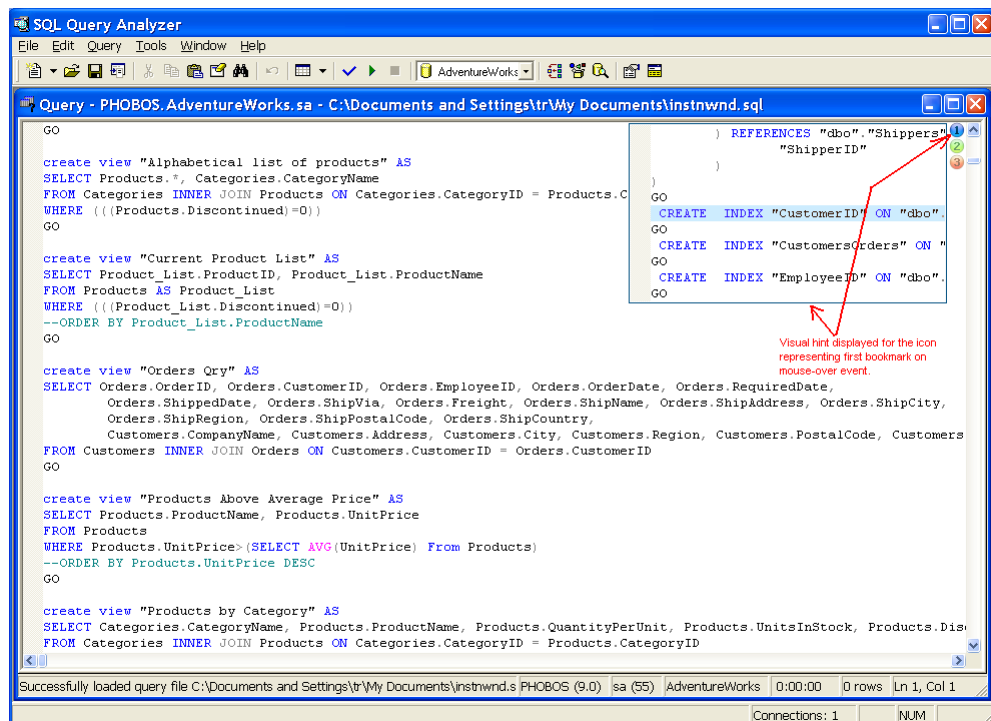 SQL Query Analyzer
File Edit Query Tools Window Help
AdventureWorks
Query - PHOBOS.AdventureWorks.sa - C:\Documents and Settings\tr\My Documents\instnwnd.sql
GO
create view "Alphabetical list of products" AS
SELECT Products.*, Categories.CategoryName
FROM Categories INNER JOIN Products ON Categories.CategoryID = Products.C
WHERE (((Products.Discontinued)=0))
GO
create view "Current Product List" AS
SELECT Product_List.ProductID, Product_List.ProductName
FROM Products AS Product_List
WHERE (((Product_List.Discontinued)=0))
--ORDER BY Product_List.ProductName
GO
) REFERENCES "dbo"."Shippers"
"ShipperID"
)
)
GO
CREATE INDEX "CustomerID" ON "dbo".
GO
CREATE INDEX "CustomersOrders" ON "
GO
CREATE INDEX "EmployeeID" ON "dbo".
GO
1
2
3
Visual hint displayed for the icon
representing first bookmark on
mouse-over event.
create view "Orders Qry" AS
SELECT Orders.OrderID, Orders.CustomerID, Orders.EmployeeID, Orders.OrderDate, Orders.RequiredDate,
Orders.ShippedDate, Orders.ShipVia, Orders.Freight, Orders.ShipName, Orders.ShipAddress, Orders.ShipCity,
Orders.ShipRegion, Orders.ShipPostalCode, Orders.ShipCountry,
Customers.CompanyName, Customers.Address, Customers.City, Customers.Region, Customers.PostalCode, Customers
FROM Customers INNER JOIN Orders ON Customers.CustomerID = Orders.CustomerID
GO
create view "Products Above Average Price" AS
SELECT Products.ProductName, Products.UnitPrice
FROM Products
WHERE Products.UnitPrice>(SELECT AVG(UnitPrice) From Products)
--ORDER BY Products.UnitPrice DESC
GO
create view "Products by Category" AS
SELECT Categories.CategoryName, Products.ProductName, Products.QuantityPerUnit, Products.UnitsInStock, Products.Dis
FROM Categories INNER JOIN Products ON Categories.CategoryID = Products.CategoryID
Successfully loaded query file C:\Documents and Settings\tr\My Documents\instnwnd.s PHOBOS (9.0) sa (55) AdventureWorks 0:00:00 0 rows Ln 1, Col 1
Connections: 1 NUM